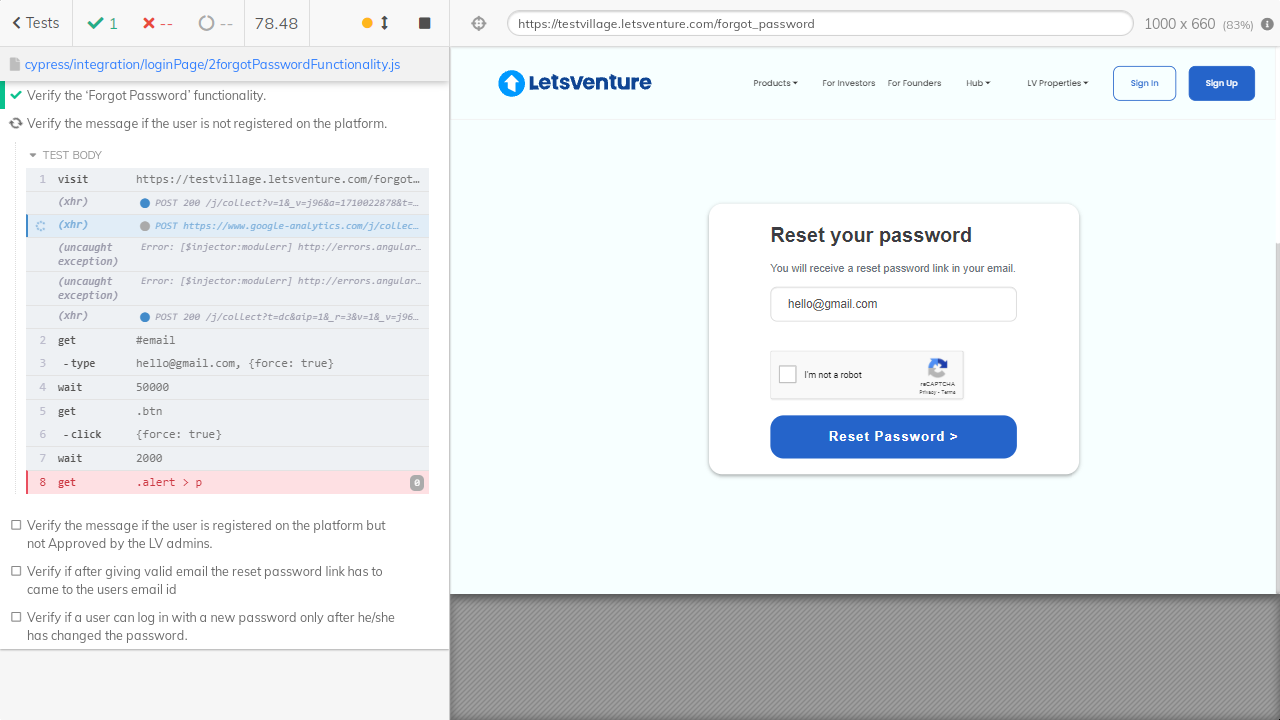 Tests
1
--
--
78.48
https://testvillage.letsventure.com/forgot_password
1000 x 660 (83%)
cypress/integration/loginPage/2forgotPasswordFunctionality.js
Verify the ‘Forgot Password’ functionality.
Verify the message if the user is not registered on the platform.
TEST BODY
1 visit https://testvillage.letsventure.com/forgot…
(xhr) POST 200 /j/collect?v=1&_v=j96&a=1710022878&t=…
(xhr) POST https://www.google-analytics.com/j/collec…
(uncaught exception) Error: [$injector:modulerr] http://errors.angular…
(uncaught exception) Error: [$injector:modulerr] http://errors.angular…
(xhr) POST 200 /j/collect?t=dc&aip=1&_r=3&v=1&_v=j96…
2 get #email
3 -type hello@gmail.com, {force: true}
4 wait 50000
5 get .btn
6 -click {force: true}
7 wait 2000
8 get .alert > p 0
Verify the message if the user is registered on the platform but
not Approved by the LV admins.
Verify if after giving valid email the reset password link has to
came to the users email id
Verify if a user can log in with a new password only after he/she
has changed the password.
LetsVenture
Products
For Investors
For Founders
Hub
LV Properties
Sign In
Sign Up
Reset your password
You will receive a reset password link in your email.
hello@gmail.com
I'm not a robot
reCAPTCHA
Privacy - Terms
Reset Password >